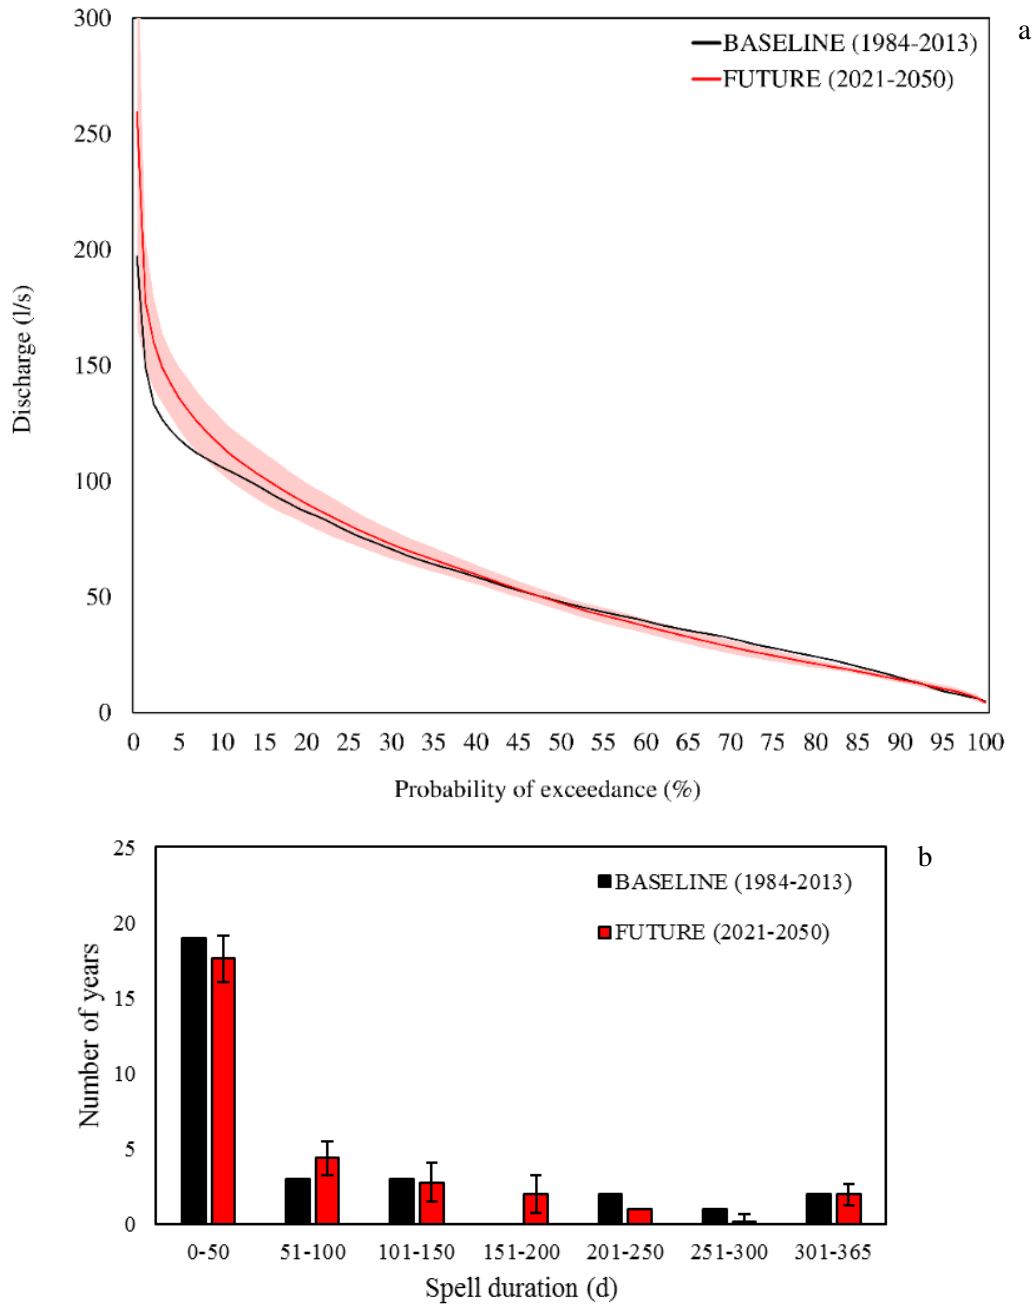 a
300
BASELINE (1984-2013)
FUTURE (2021-2050)
250
200
150
100
50
0
Discharge (l/s)
0 5 10 15 20 25 30 35 40 45 50 55 60 65 70 75 80 85 90 95 100
Probability of exceedance (%)
b
25
BASELINE (1984-2013)
20
FUTURE (2021-2050)
15
10
5
0
Number of years
0-50 51-100 101-150 151-200 201-250 251-300 301-365
Spell duration (d)